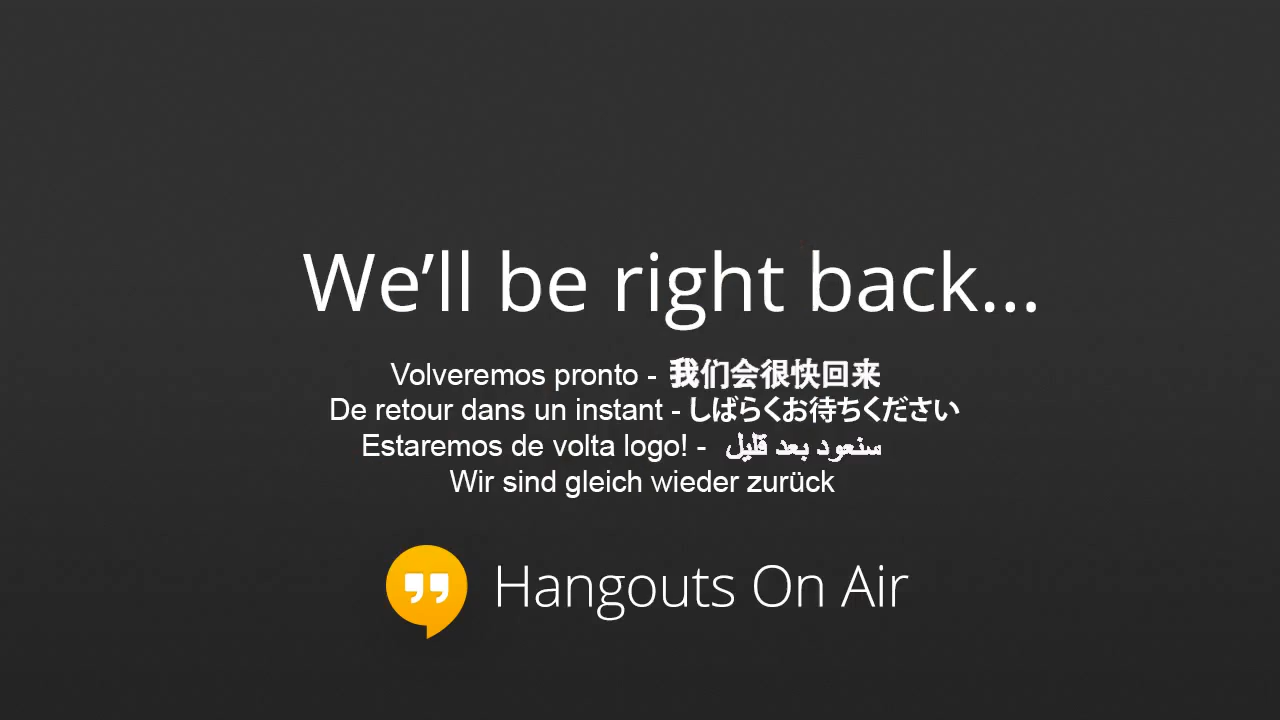 We’ll be right back...
Volveremos pronto - 我们会很快回来
De retour dans un instant - しばらくお待ちください
Estaremos de volta logo! - سنعود بعد قليل
Wir sind gleich wieder zurück
Hangouts On Air